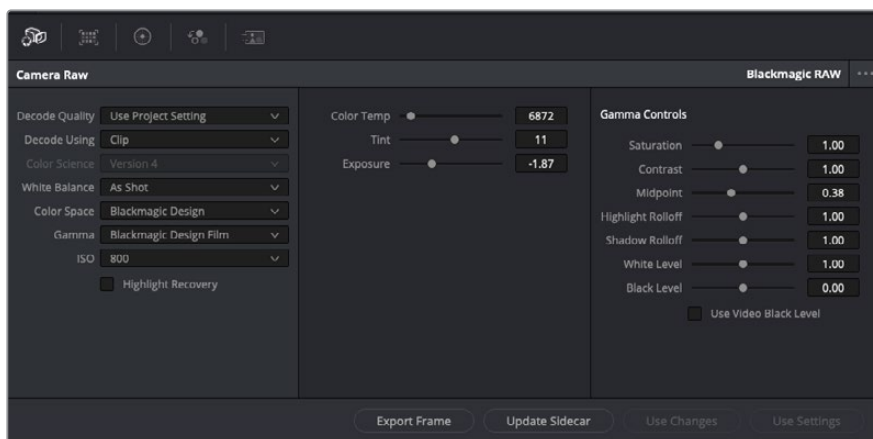 Camera Raw
Blackmagic RAW
Decode Quality Use Project Setting
Decode Using Clip
Color Science Version 4
White Balance As Shot
Color Space Blackmagic Design
Gamma Blackmagic Design Film
ISO 800
Highlight Recovery
Color Temp 6872
Tint 11
Exposure -1.87
Gamma Controls
Saturation 1.00
Contrast 1.00
Midpoint 0.38
Highlight Rolloff 1.00
Shadow Rolloff 1.00
White Level 1.00
Black Level 0.00
Use Video Black Level
Export Frame
Update Sidecar
Use Changes
Use Settings